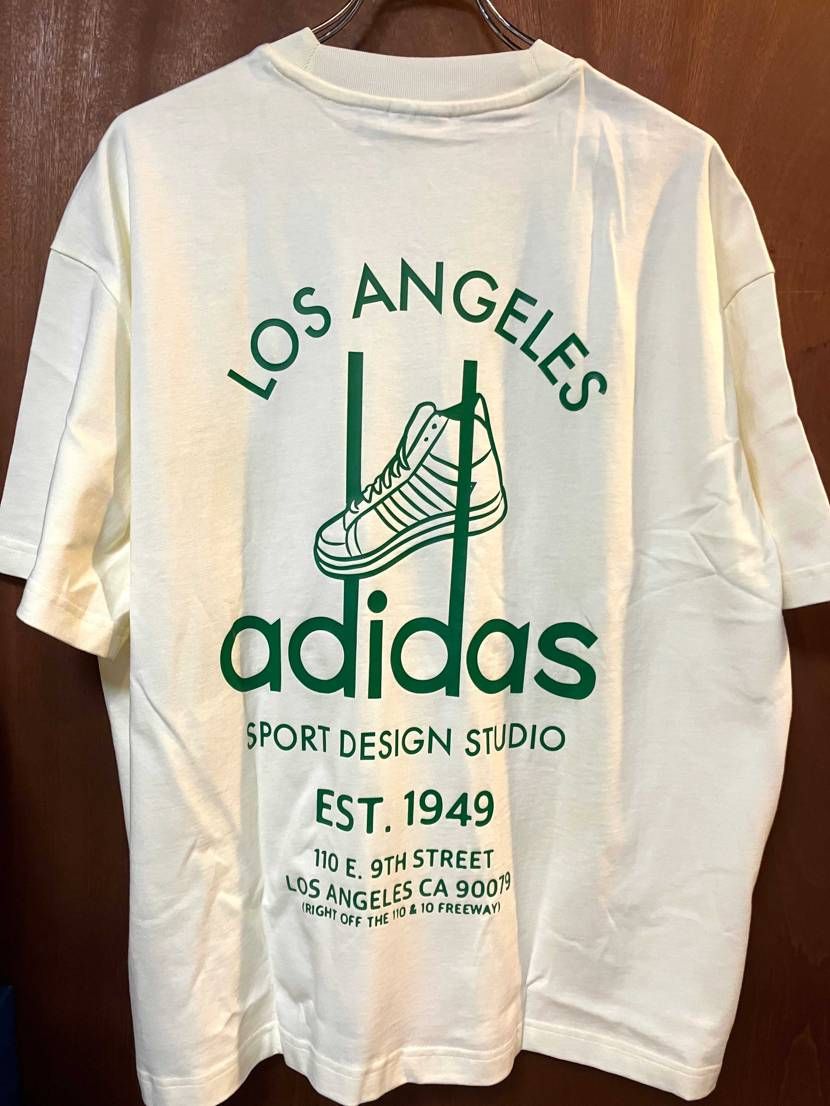 LOS ANGELES
adidas
SPORT DESIGN STUDIO
EST. 1949
110 E. 9TH STREET
LOS ANGELES CA 90079
(RIGHT OFF THE 110 & 10 FREEWAY)